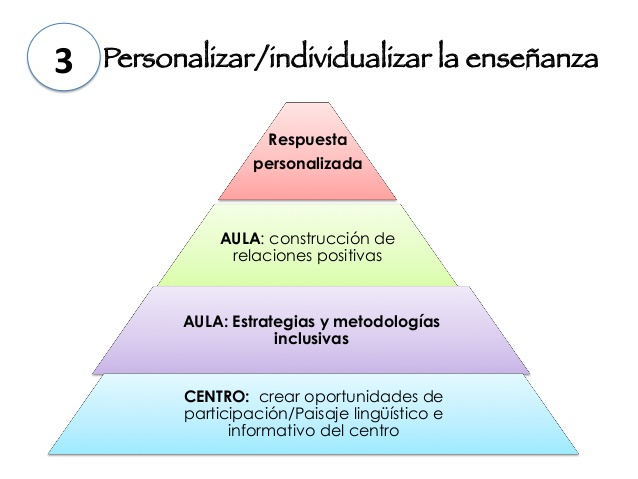 3 Personalizar/individualizar la enseñanza
Respuesta
personalizada
AULA: construcción de
relaciones positivas
AULA: Estrategias y metodologías
inclusivas
CENTRO: crear oportunidades de
participación/Paisaje lingüístico e
informativo del centro